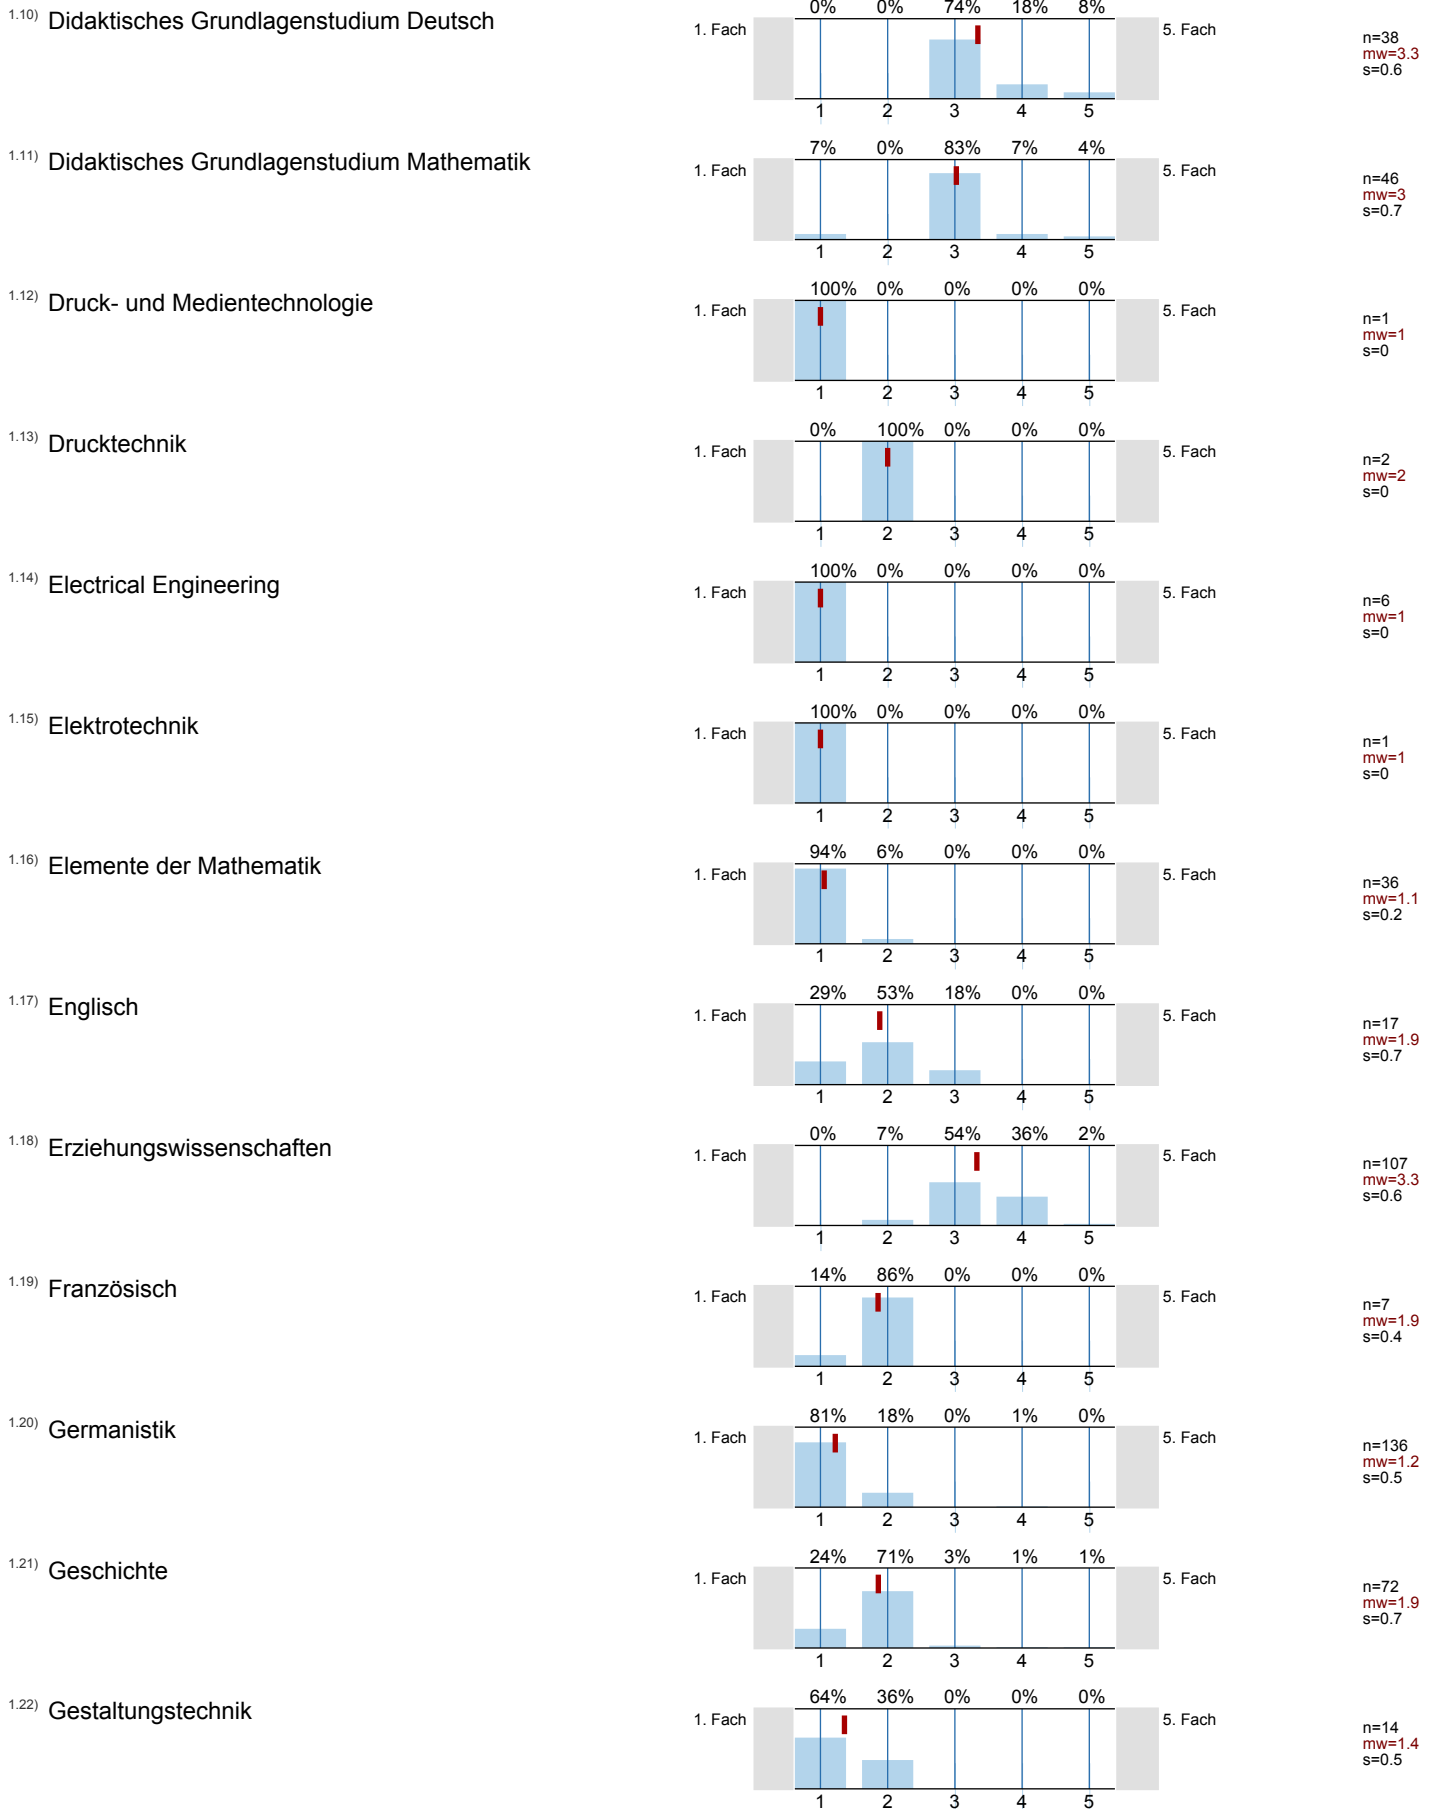 1.10) Didaktisches Grundlagenstudium Deutsch
0% 0% 74% 18% 8%
1. Fach 5. Fach
n=38
mw=3.3
s=0.6
1 2 3 4 5
1.11) Didaktisches Grundlagenstudium Mathematik
7% 0% 83% 7% 4%
1. Fach 5. Fach
n=46
mw=3
s=0.7
1 2 3 4 5
1.12) Druck- und Medientechnologie
100% 0% 0% 0% 0%
1. Fach 5. Fach
n=1
mw=1
s=0
1 2 3 4 5
1.13) Drucktechnik
0% 100% 0% 0% 0%
1. Fach 5. Fach
n=2
mw=2
s=0
1 2 3 4 5
1.14) Electrical Engineering
100% 0% 0% 0% 0%
1. Fach 5. Fach
n=6
mw=1
s=0
1 2 3 4 5
1.15) Elektrotechnik
100% 0% 0% 0% 0%
1. Fach 5. Fach
n=1
mw=1
s=0
1 2 3 4 5
1.16) Elemente der Mathematik
94% 6% 0% 0% 0%
1. Fach 5. Fach
n=36
mw=1.1
s=0.2
1 2 3 4 5
1.17) Englisch
29% 53% 18% 0% 0%
1. Fach 5. Fach
n=17
mw=1.9
s=0.7
1 2 3 4 5
1.18) Erziehungswissenschaften
0% 7% 54% 36% 2%
1. Fach 5. Fach
n=107
mw=3.3
s=0.6
1 2 3 4 5
1.19) Französisch
14% 86% 0% 0% 0%
1. Fach 5. Fach
n=7
mw=1.9
s=0.4
1 2 3 4 5
1.20) Germanistik
81% 18% 0% 1% 0%
1. Fach 5. Fach
n=136
mw=1.2
s=0.5
1 2 3 4 5
1.21) Geschichte
24% 71% 3% 1% 1%
1. Fach 5. Fach
n=72
mw=1.9
s=0.7
1 2 3 4 5
1.22) Gestaltungstechnik
64% 36% 0% 0% 0%
1. Fach 5. Fach
n=14
mw=1.4
s=0.5
1 2 3 4 5